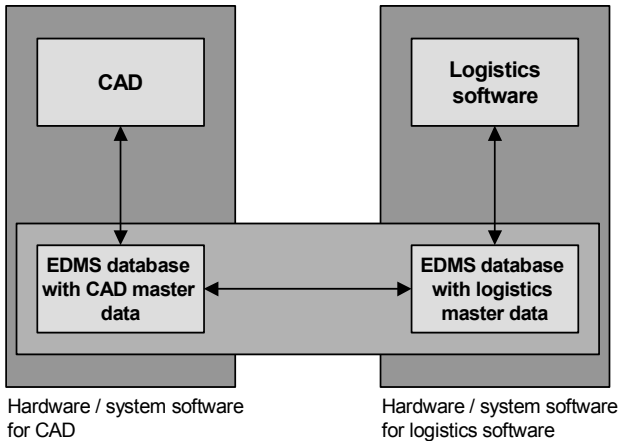 CAD
Logistics
software
EDMS database
with CAD master
data
EDMS database
with logistics
master data
Hardware / system software
for CAD
Hardware / system software
for logistics software